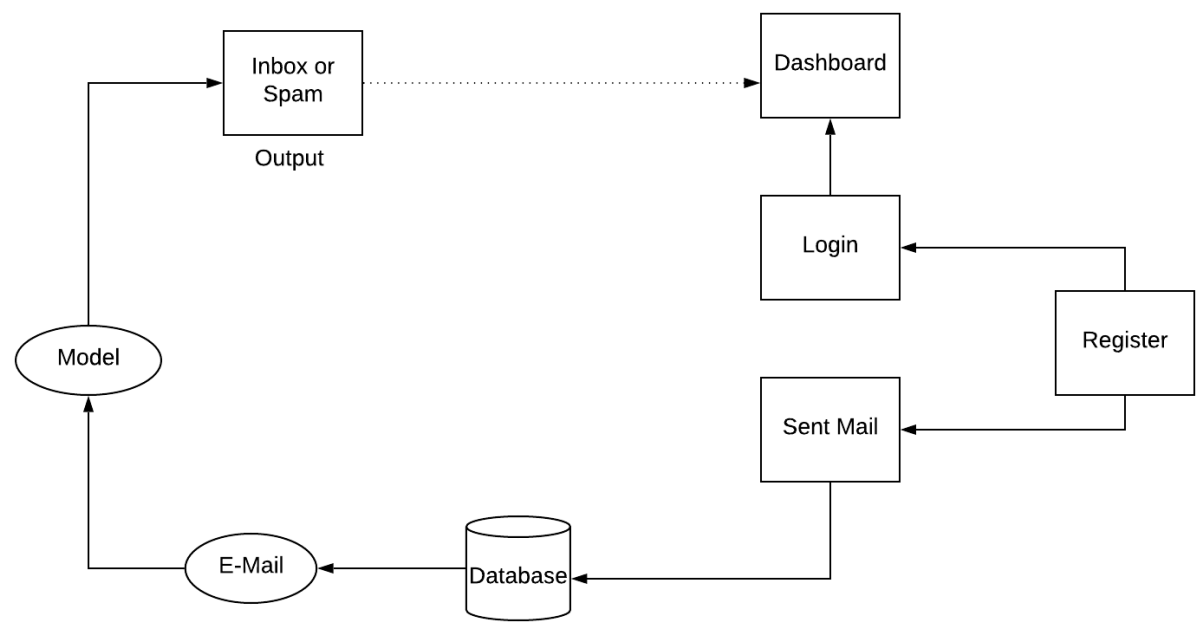 Inbox or
Spam
Output
Dashboard
Login
Register
Model
Sent Mail
E-Mail
Database